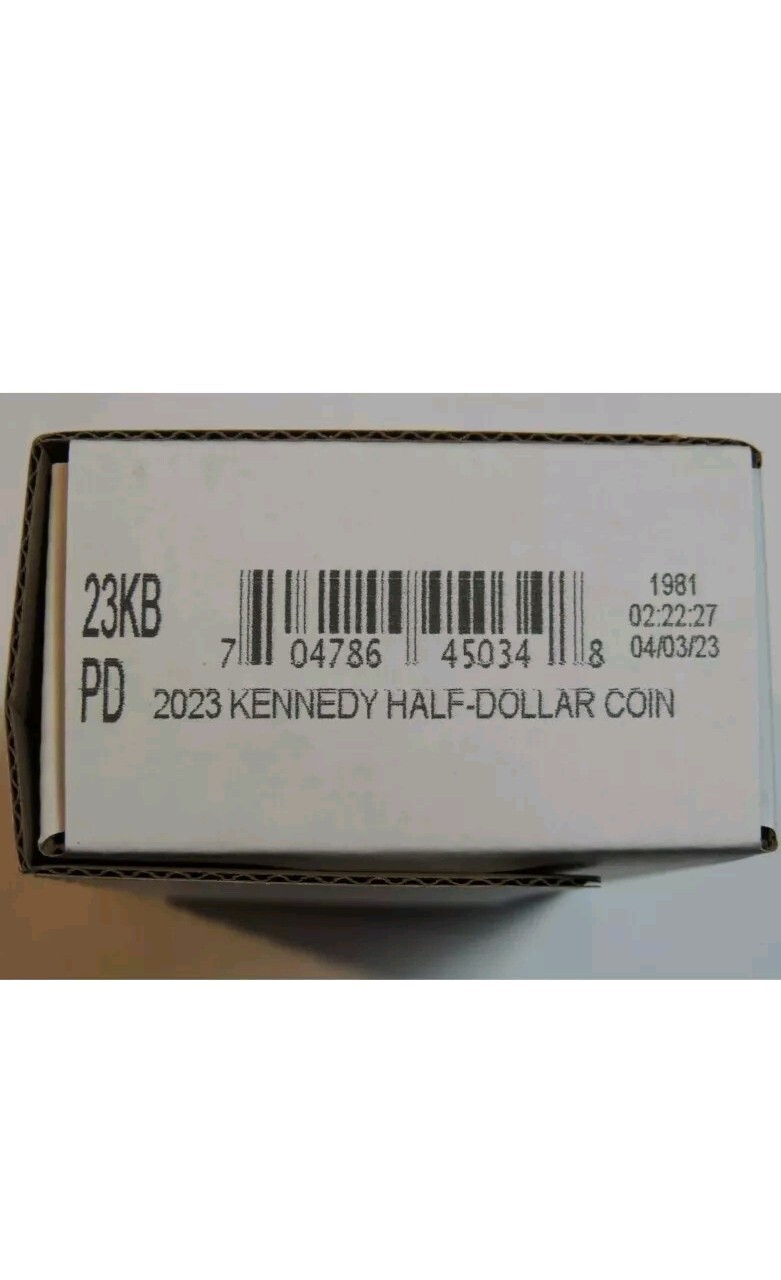 23KB
PD
7 04786 45034 8
1981
02:22:27
04/03/23
2023 KENNEDY HALF-DOLLAR COIN